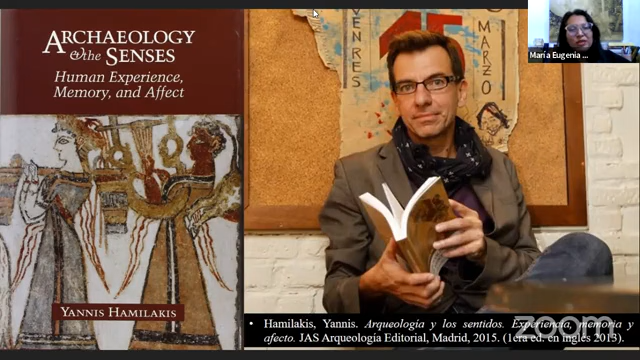 ARCHAEOLOGY
& the SENSES
Human Experience,
Memory, and Affect
YANNIS HAMILAKIS
VENRES
15
MARZO
María Eugenia ...
• Hamilakis, Yannis. Arqueología y los sentidos. Experiencia, memoria y
afecto. JAS Arqueología Editorial, Madrid, 2015. (1era ed. en inglés 2013).
zoom